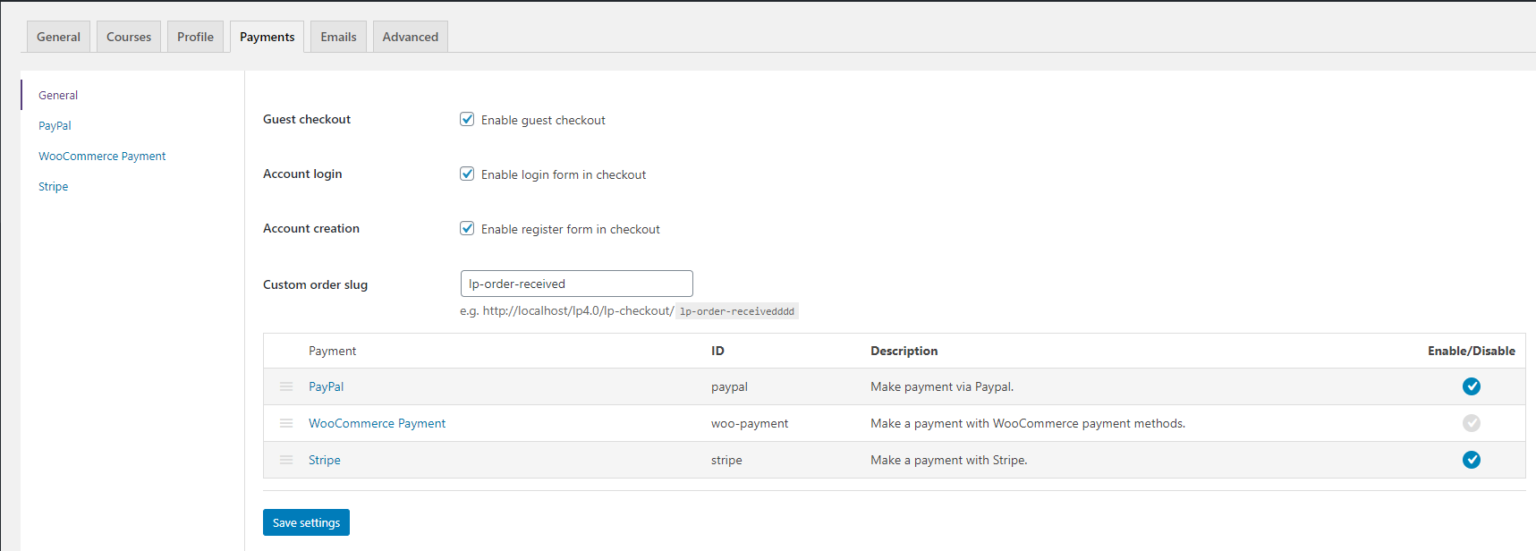 General Courses Profile Payments Emails Advanced
General
PayPal
WooCommerce Payment
Stripe
Guest checkout Enable guest checkout
Account login Enable login form in checkout
Account creation Enable register form in checkout
Custom order slug lp-order-received
e.g. http://localhost/lp4.0/lp-checkout/ lp-order-receivedddd
Payment ID Description Enable/Disable
PayPal paypal Make payment via Paypal.
WooCommerce Payment woo-payment Make a payment with WooCommerce payment methods.
Stripe stripe Make a payment with Stripe.
Save settings